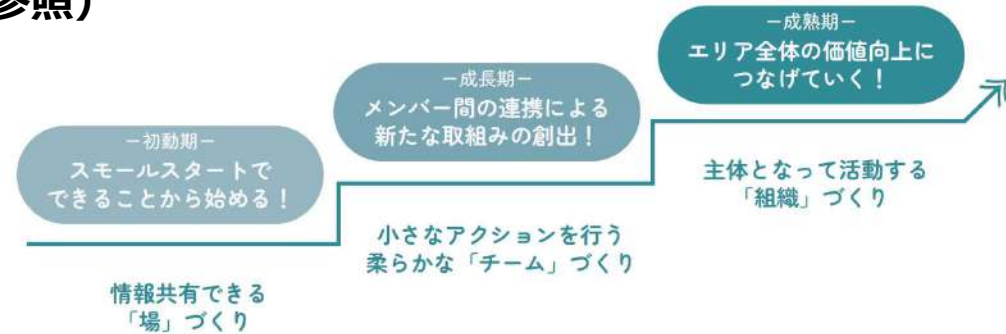 参照）
－初動期－
スモールスタートで
できることから始める！
情報共有できる
「場」づくり
－成長期－
メンバー間の連携による
新たな取組みの創出！
小さなアクションを行う
柔らかな「チーム」づくり
－成熟期－
エリア全体の価値向上に
つなげていく！
主体となって活動する
「組織」づくり